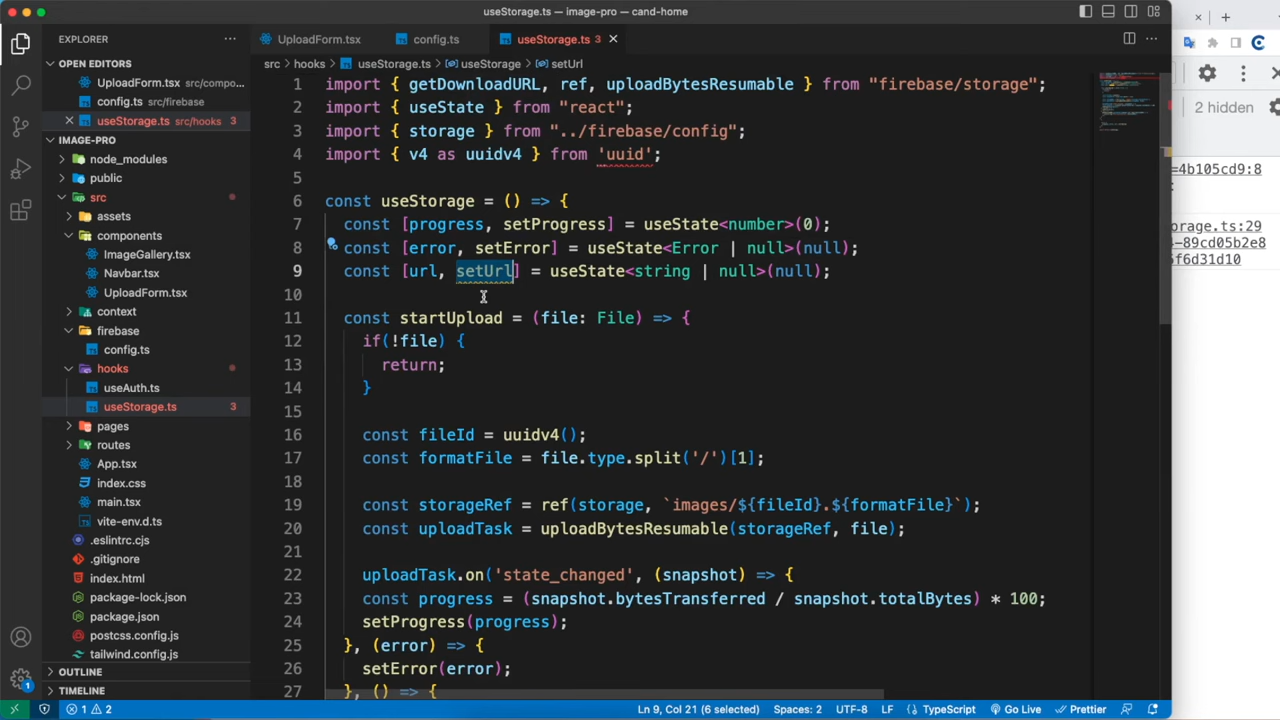 useStorage.ts — image-pro — cand-home
EXPLORER
UploadForm.tsx
config.ts
useStorage.ts 3
src > hooks > useStorage.ts > useStorage > setUrl
OPEN EDITORS
UploadForm.tsx src/compo...
config.ts src/firebase
useStorage.ts src/hooks 3
IMAGE-PRO
node_modules
public
src
assets
components
ImageGallery.tsx
Navbar.tsx
UploadForm.tsx
context
firebase
config.ts
hooks
useAuth.ts
useStorage.ts 3
pages
routes
App.tsx
index.css
main.tsx
vite-env.d.ts
.eslintrc.cjs
.gitignore
index.html
package-lock.json
package.json
postcss.config.js
tailwind.config.js
OUTLINE
TIMELINE
1 import { getDownloadURL, ref, uploadBytesResumable } from "firebase/storage";
2 import { useState } from "react";
3 import { storage } from "../firebase/config";
4 import { v4 as uuidv4 } from 'uuid';
5
6 const useStorage = () => {
7 const [progress, setProgress] = useState<number>(0);
8 const [error, setError] = useState<Error | null>(null);
9 const [url, setUrl] = useState<string | null>(null);
10
11 const startUpload = (file: File) => {
12 if(!file) {
13 return;
14 }
15
16 const fileId = uuidv4();
17 const formatFile = file.type.split('/')[1];
18
19 const storageRef = ref(storage, `images/${fileId}.${formatFile}`);
20 const uploadTask = uploadBytesResumable(storageRef, file);
21
22 uploadTask.on('state_changed', (snapshot) => {
23 const progress = (snapshot.bytesTransferred / snapshot.totalBytes) * 100;
24 setProgress(progress);
25 }, (error) => {
26 setError(error);
27 }, () => {
2 hidden
=4b105cd9:8
storage.ts:29
4-89cd05b2e8
5f6d31d10
1 2
Ln 9, Col 21 (6 selected)
Spaces: 2
UTF-8
LF
TypeScript
Go Live
Prettier